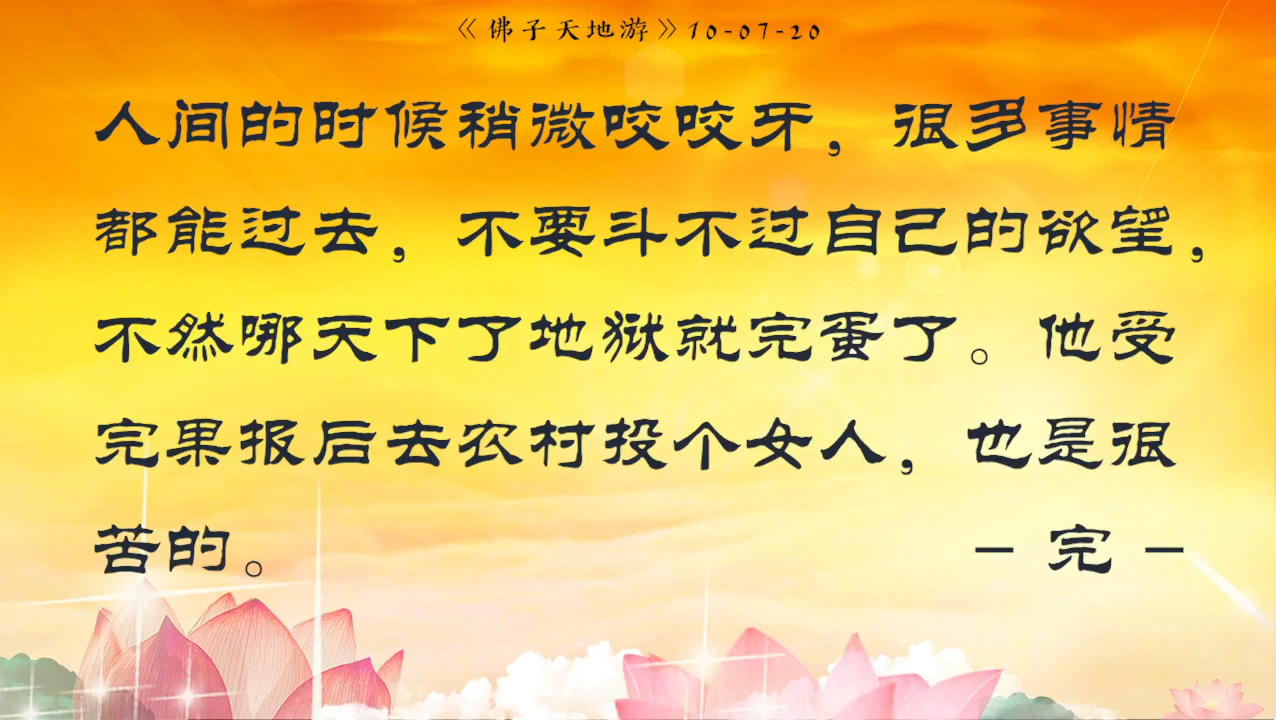 《佛子天地游》10-07-20
人间的时候稍微咬咬牙，很多事情
都能过去，不要斗不过自己的欲望，
不然哪天下了地狱就完蛋了。他受
完果报后去农村投个女人，也是很
苦的。 － 完 －